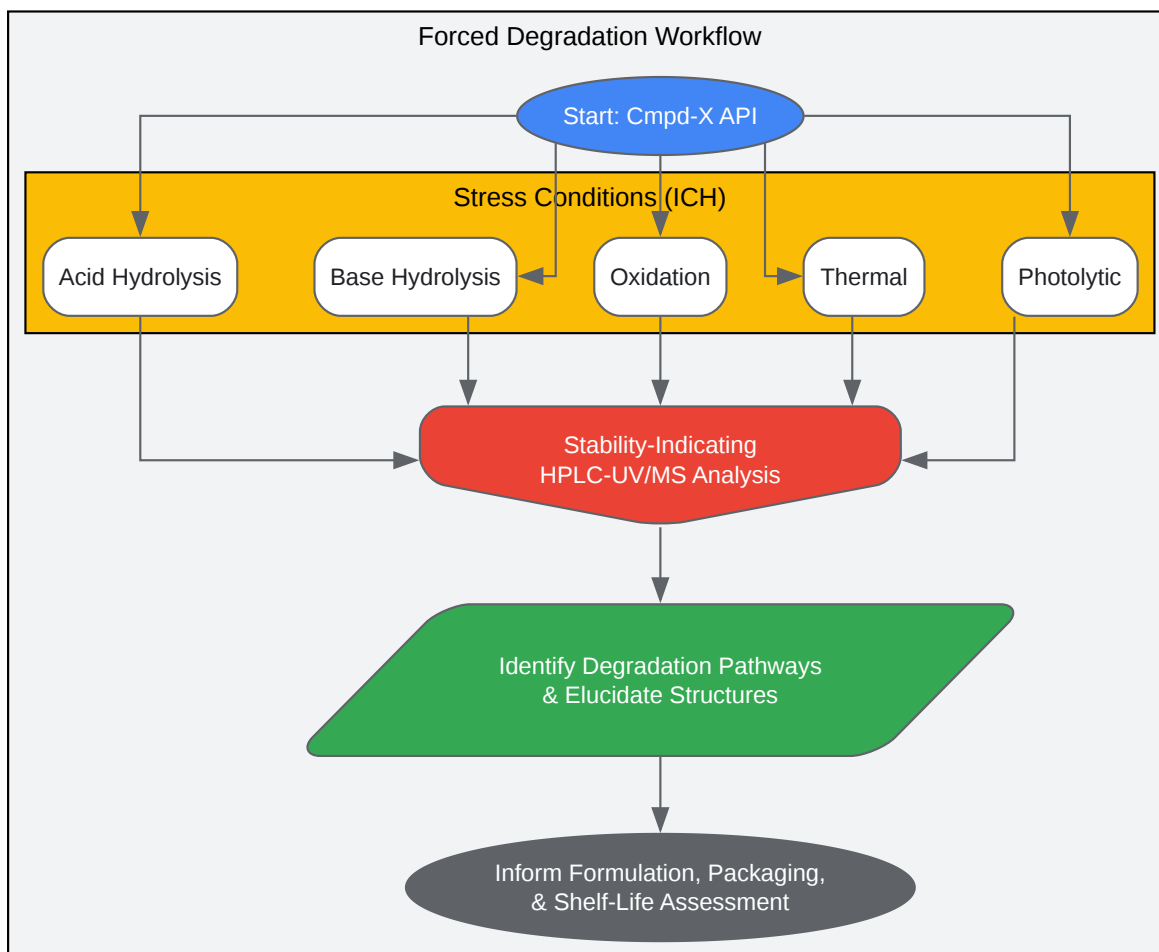 Forced Degradation Workflow
Start: Cmpd-X API
Stress Conditions (ICH)
Acid Hydrolysis
Base Hydrolysis
Oxidation
Thermal
Photolytic
Stability-Indicating
HPLC-UV/MS Analysis
Identify Degradation Pathways
& Elucidate Structures
Inform Formulation, Packaging,
& Shelf-Life Assessment